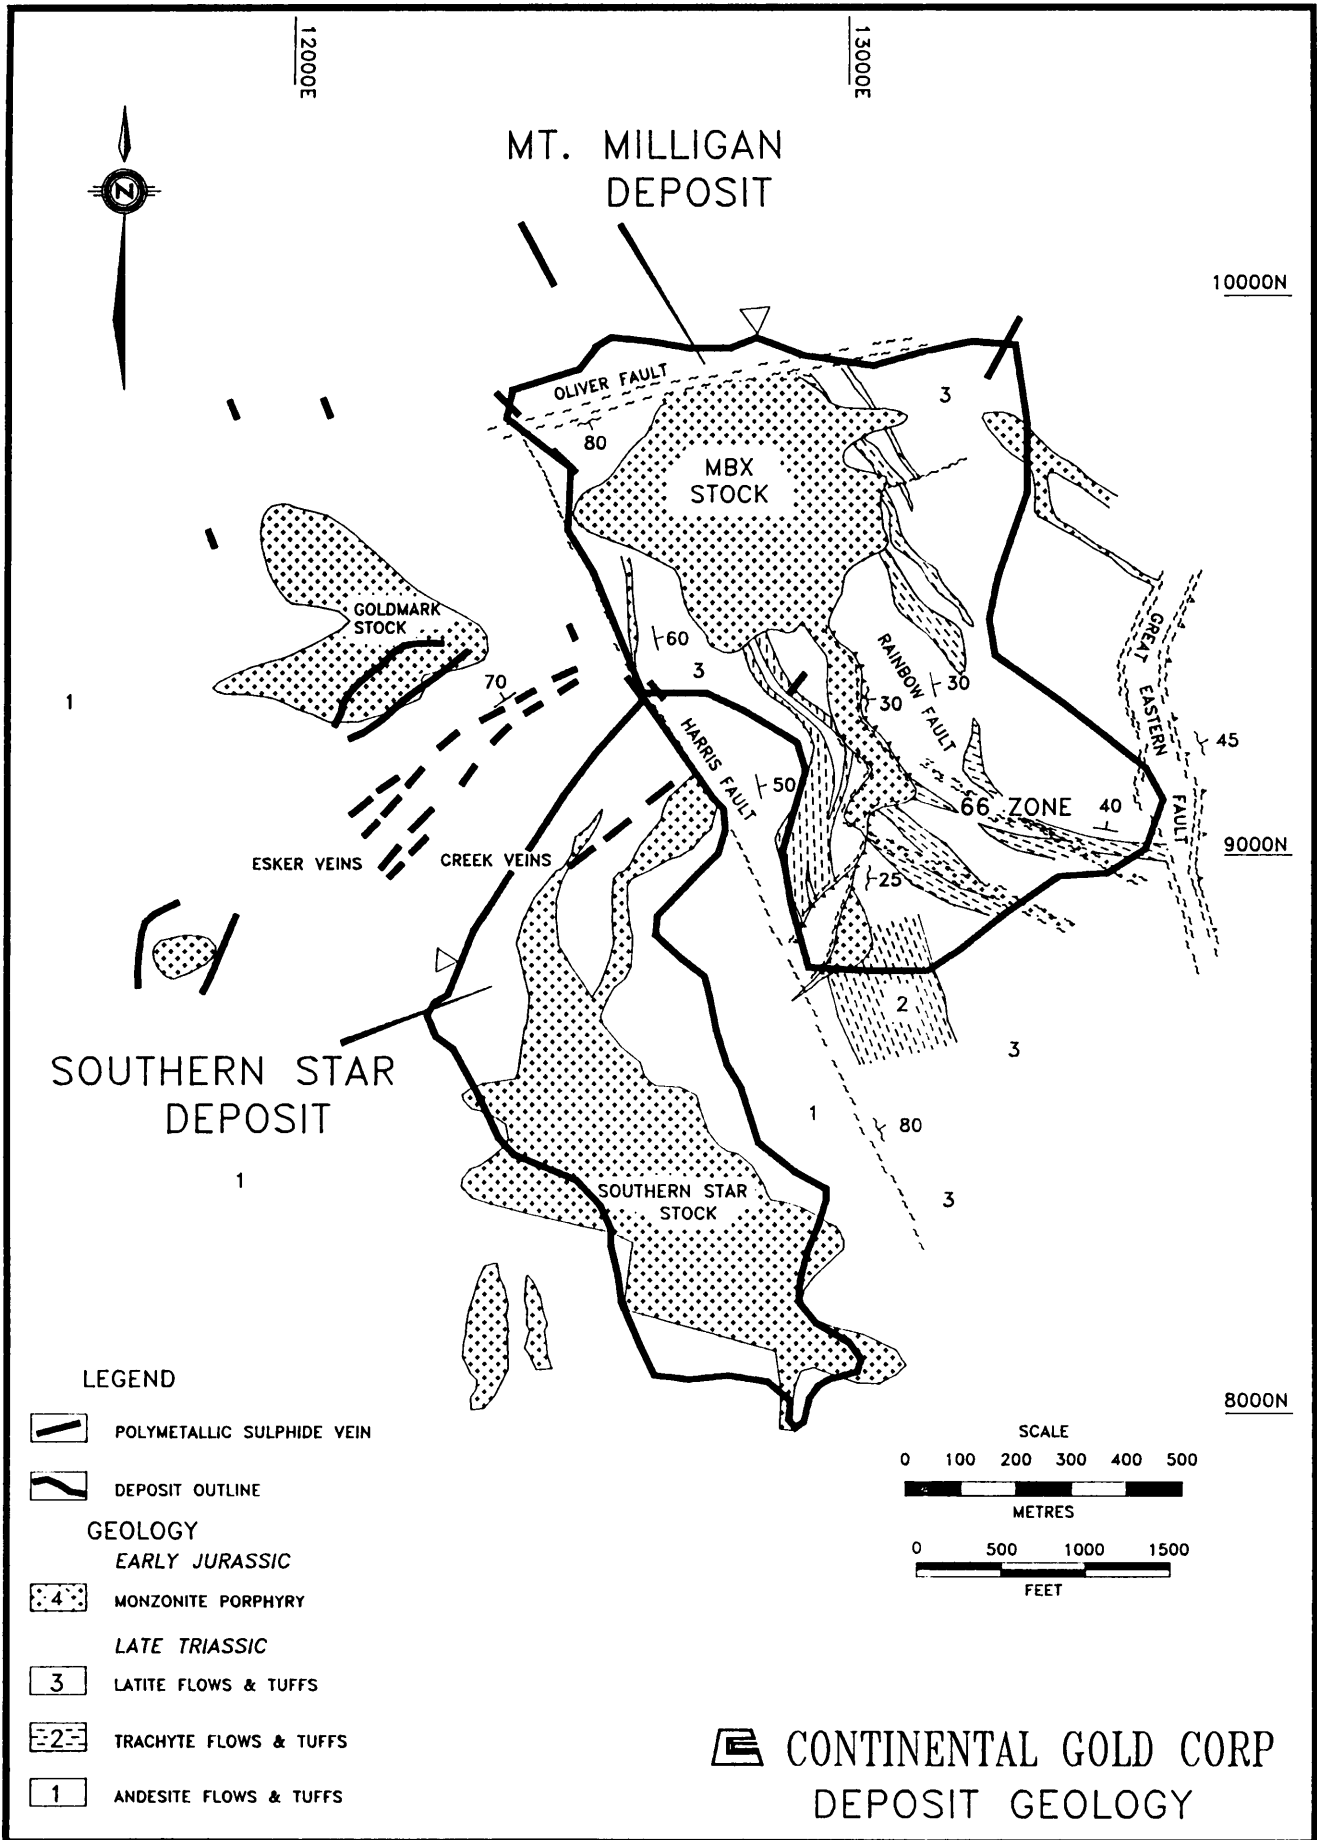 12000E
13000E
N
MT. MILLIGAN
DEPOSIT
10000N
OLIVER FAULT
3
80
MBX
STOCK
GOLDMARK
STOCK
60
3
70
RAINBOW FAULT
30
30
GREAT EASTERN FAULT
45
1
HARRIS FAULT
50
66 ZONE
40
9000N
ESKER VEINS
CREEK VEINS
25
2
3
SOUTHERN STAR
DEPOSIT
1
80
1
SOUTHERN STAR
STOCK
3
8000N
LEGEND
POLYMETALLIC SULPHIDE VEIN
DEPOSIT OUTLINE
GEOLOGY
EARLY JURASSIC
4 MONZONITE PORPHYRY
LATE TRIASSIC
3 LATITE FLOWS & TUFFS
2 TRACHYTE FLOWS & TUFFS
1 ANDESITE FLOWS & TUFFS
SCALE
0 100 200 300 400 500
METRES
0 500 1000 1500
FEET
CONTINENTAL GOLD CORP
DEPOSIT GEOLOGY